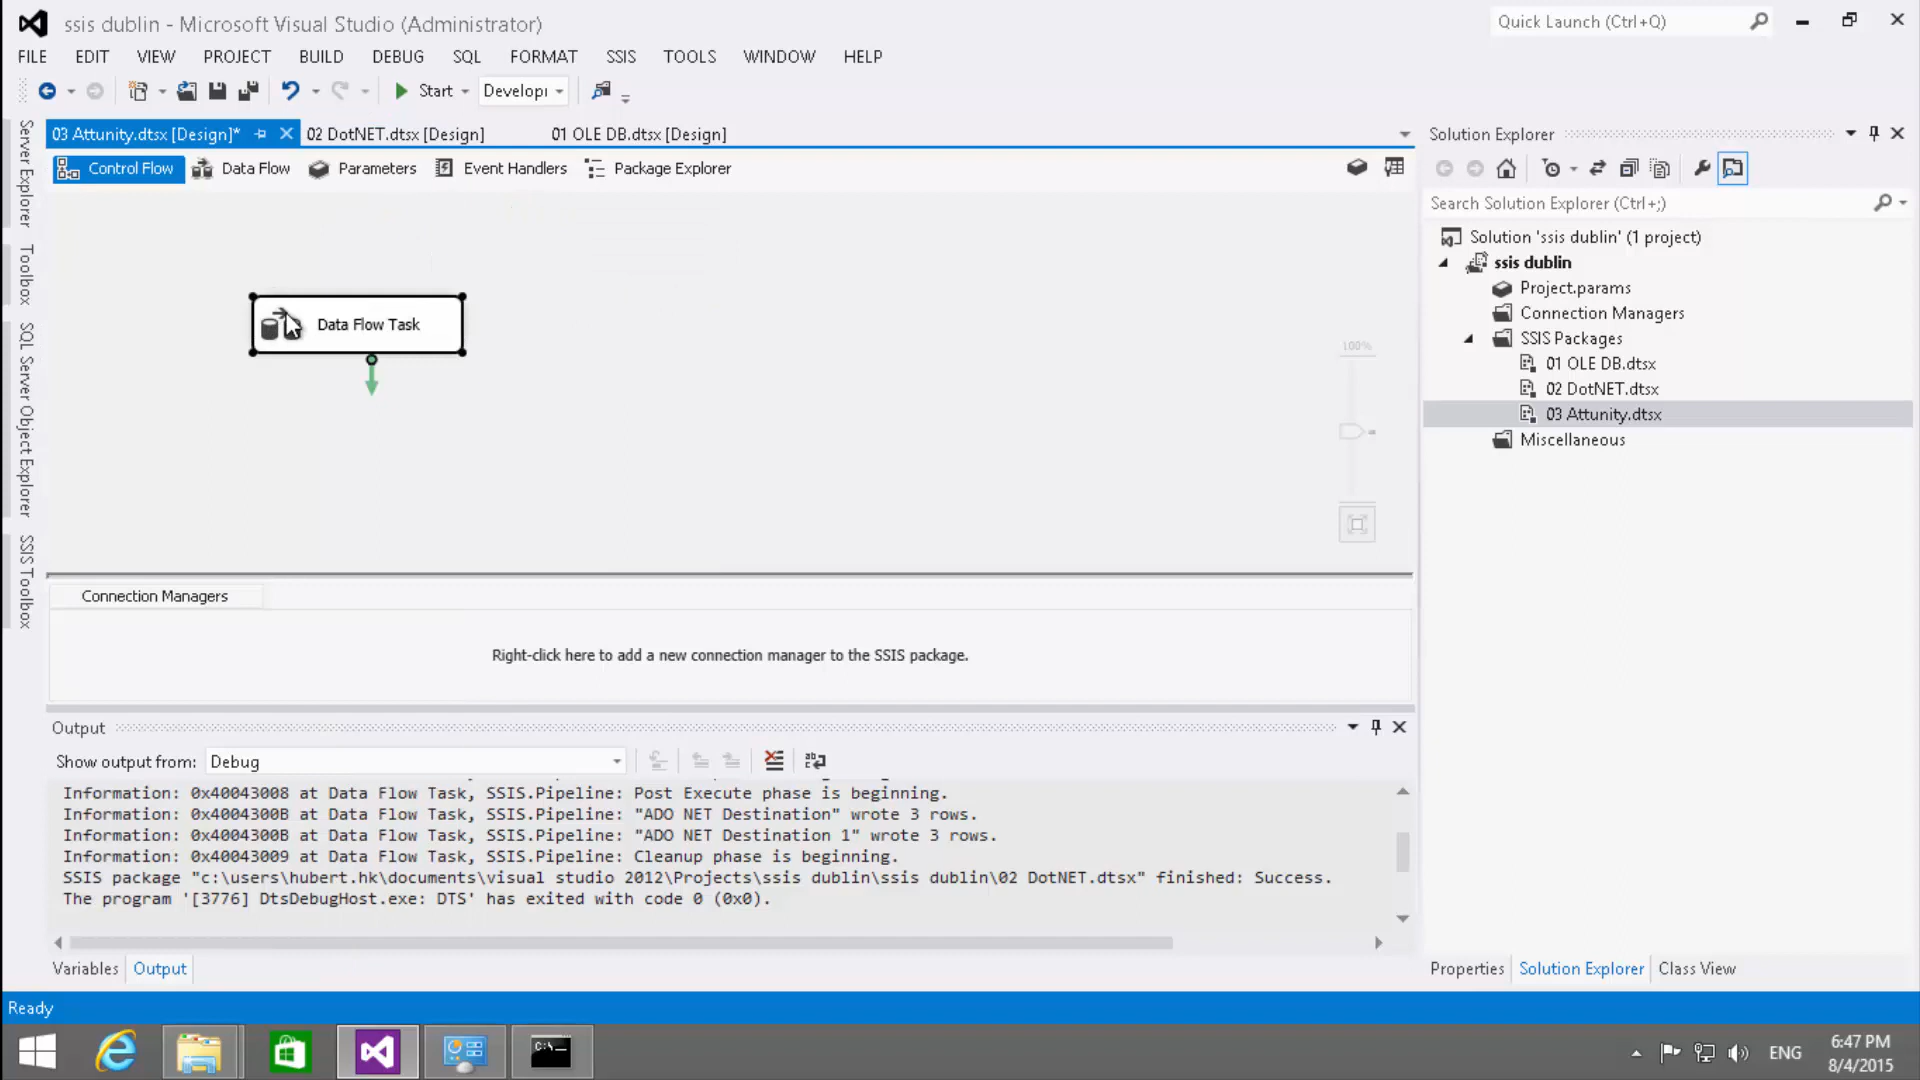 ssis dublin - Microsoft Visual Studio (Administrator)
Quick Launch (Ctrl+Q)
FILE EDIT VIEW PROJECT BUILD DEBUG SQL FORMAT SSIS TOOLS WINDOW HELP
Start Developi
03 Attunity.dtsx [Design]* 02 DotNET.dtsx [Design] 01 OLE DB.dtsx [Design]
Control Flow Data Flow Parameters Event Handlers Package Explorer
Server Explorer
Toolbox
SQL Server Object Explorer
SSIS Toolbox
Data Flow Task
100%
Connection Managers
Right-click here to add a new connection manager to the SSIS package.
Output
Show output from: Debug
Information: 0x40043008 at Data Flow Task, SSIS.Pipeline: Post Execute phase is beginning.
Information: 0x4004300B at Data Flow Task, SSIS.Pipeline: "ADO NET Destination" wrote 3 rows.
Information: 0x4004300B at Data Flow Task, SSIS.Pipeline: "ADO NET Destination 1" wrote 3 rows.
Information: 0x40043009 at Data Flow Task, SSIS.Pipeline: Cleanup phase is beginning.
SSIS package "c:\users\hubert.hk\documents\visual studio 2012\Projects\ssis dublin\ssis dublin\02 DotNET.dtsx" finished: Success.
The program '[3776] DtsDebugHost.exe: DTS' has exited with code 0 (0x0).
Variables Output
Solution Explorer
Search Solution Explorer (Ctrl+;)
Solution 'ssis dublin' (1 project)
ssis dublin
Project.params
Connection Managers
SSIS Packages
01 OLE DB.dtsx
02 DotNET.dtsx
03 Attunity.dtsx
Miscellaneous
Properties Solution Explorer Class View
Ready
C:\
ENG
6:47 PM
8/4/2015